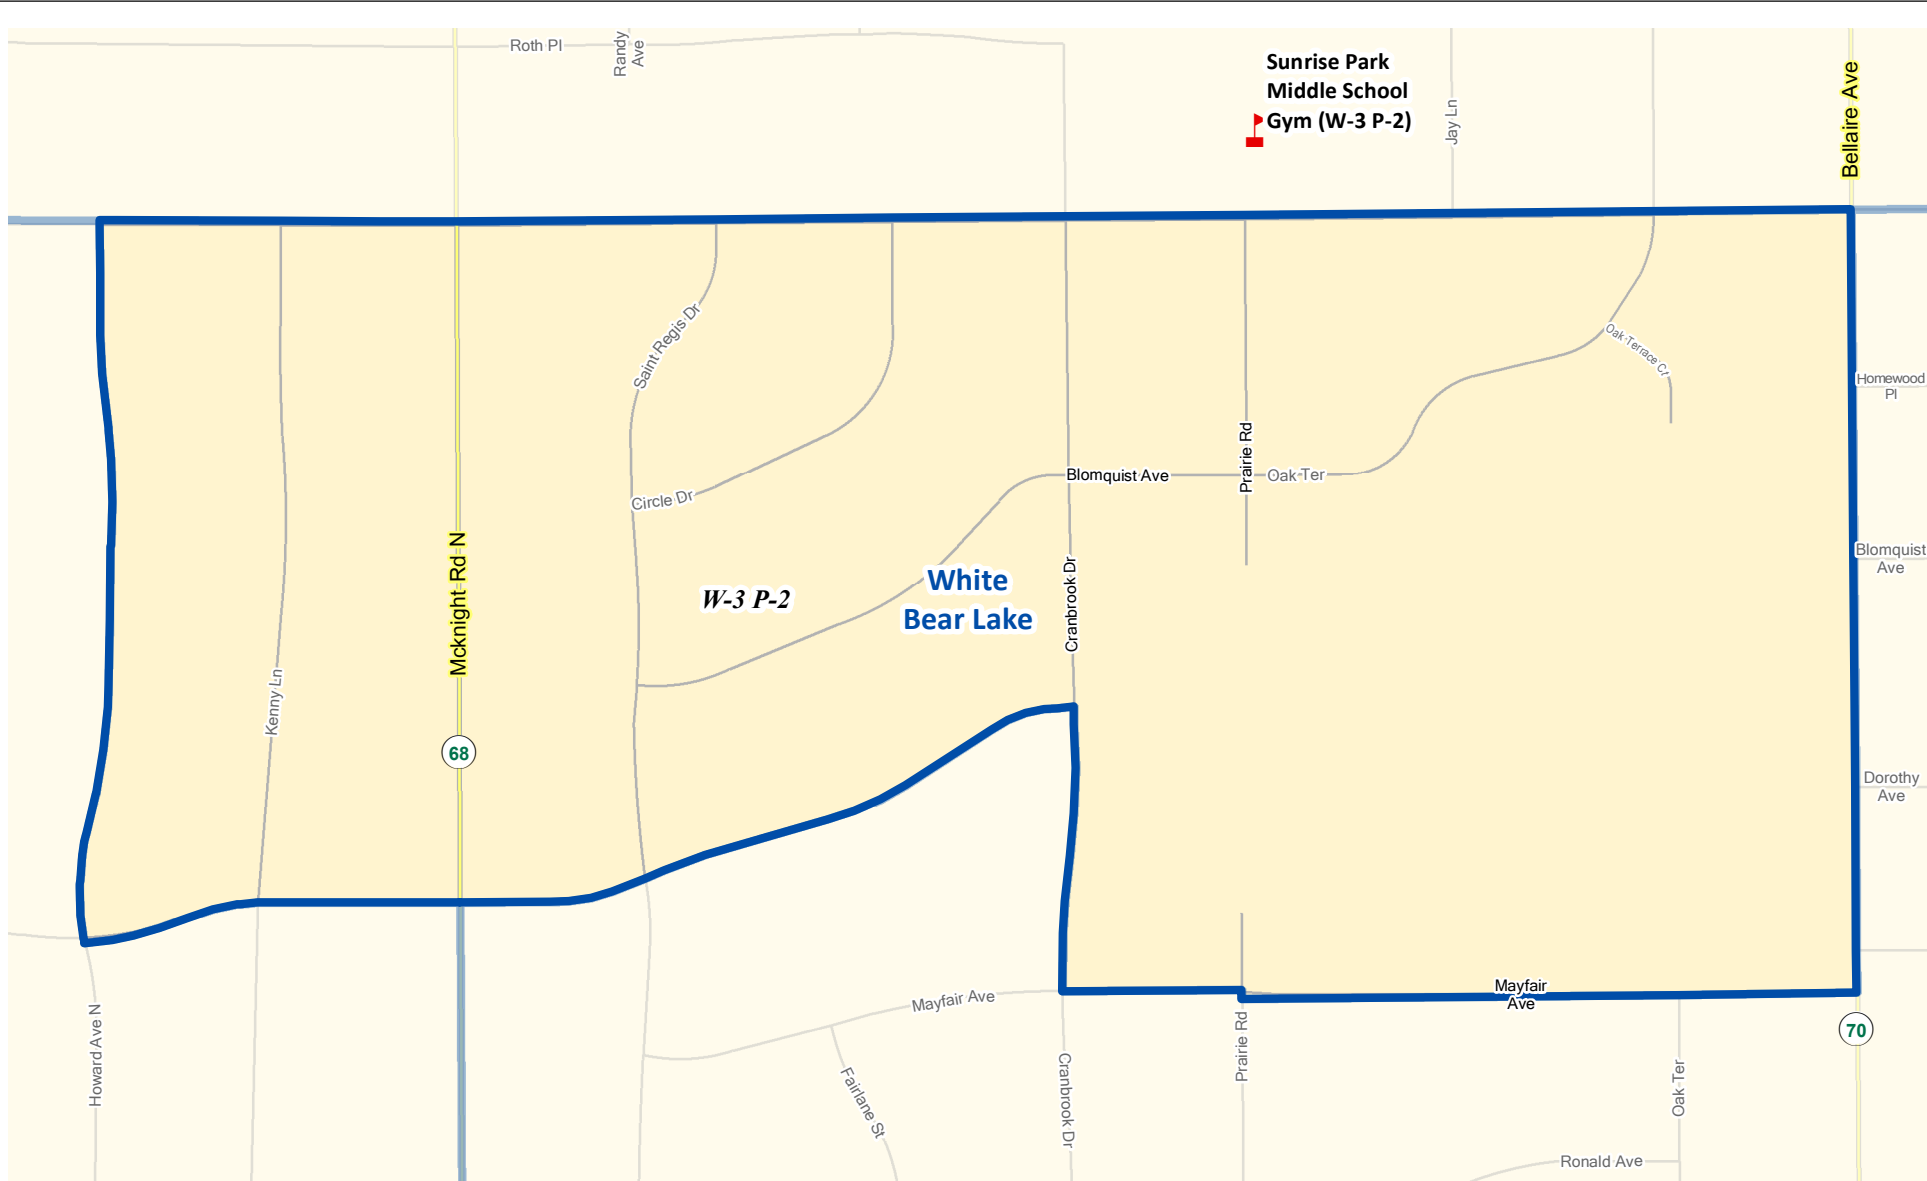 Roth Pl
Randy
Ave
Sunrise Park
Middle School
Gym (W-3 P-2)
Jay Ln
Bellaire Ave
Saint Regis Dr
Oak Terrace Ct
Homewood
Pl
Circle Dr
Blomquist Ave
Prairie Rd
Oak Ter
Mcknight Rd N
W-3 P-2
White
Bear Lake
Cranbrook Dr
Blomquist
Ave
Kenny Ln
68
Dorothy
Ave
Mayfair Ave
Mayfair
Ave
Howard Ave N
Fairlane St
Cranbrook Dr
Prairie Rd
Oak Ter
70
Ronald Ave